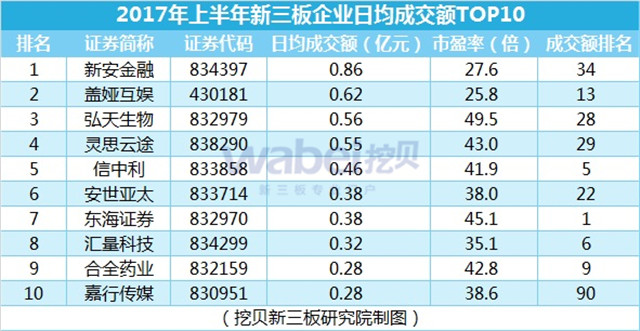 2017年上半年新三板企业日均成交额TOP10
排名 证券简称 证券代码 日均成交额（亿元） 市盈率（倍） 成交额排名
1 新安金融 834397 0.86 27.6 34
2 盖娅互娱 430181 0.62 25.8 13
3 弘天生物 832979 0.56 49.5 28
4 灵思云途 838290 0.55 43.0 29
wabei挖贝
5 信中利 833858 0.46 41.9 5
新三板专 户
6 安世亚太 833714 0.38 38.0 22
7 东海证券 832970 0.38 45.1 1
8 汇量科技 834299 0.32 35.1 6
9 合全药业 832159 0.28 42.8 9
10 嘉行传媒 830951 0.28 38.6 90
（挖贝新三板研究院制图）